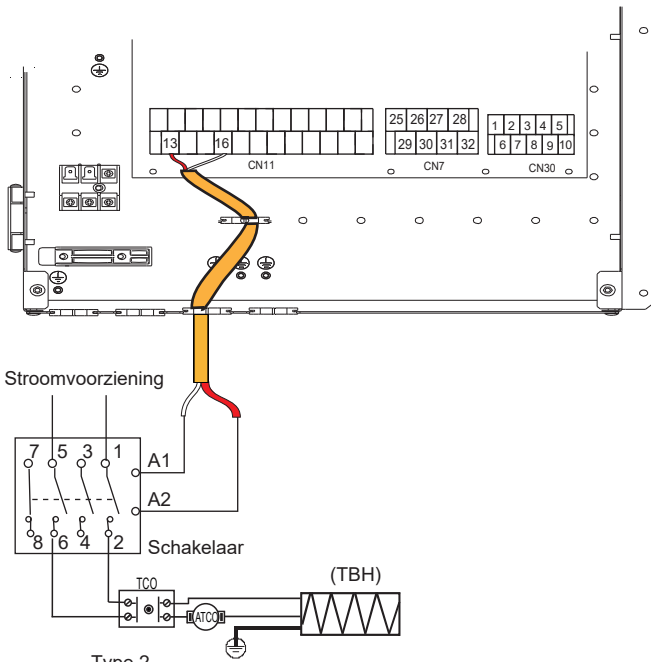 25 26 27 28
1 2 3 4 5
13 16
29 30 31 32
6 7 8 9 10
CN11
CN7
CN30
Stroomvoorziening
7 5 3 1
A1
A2
8 6 4 2
Schakelaar
TCO
(TBH)
ATCO
Type 2